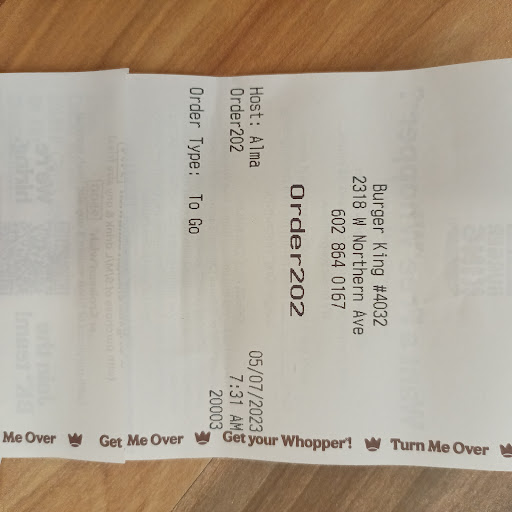 Burger King #4032
2318 W Northern Ave
602 864 0167
Order202
Host: Alma 05/07/2023
Order202 7:31 AM
20003
Order Type: To Go
Me Over Get Me Over Get your Whopper! Turn Me Over